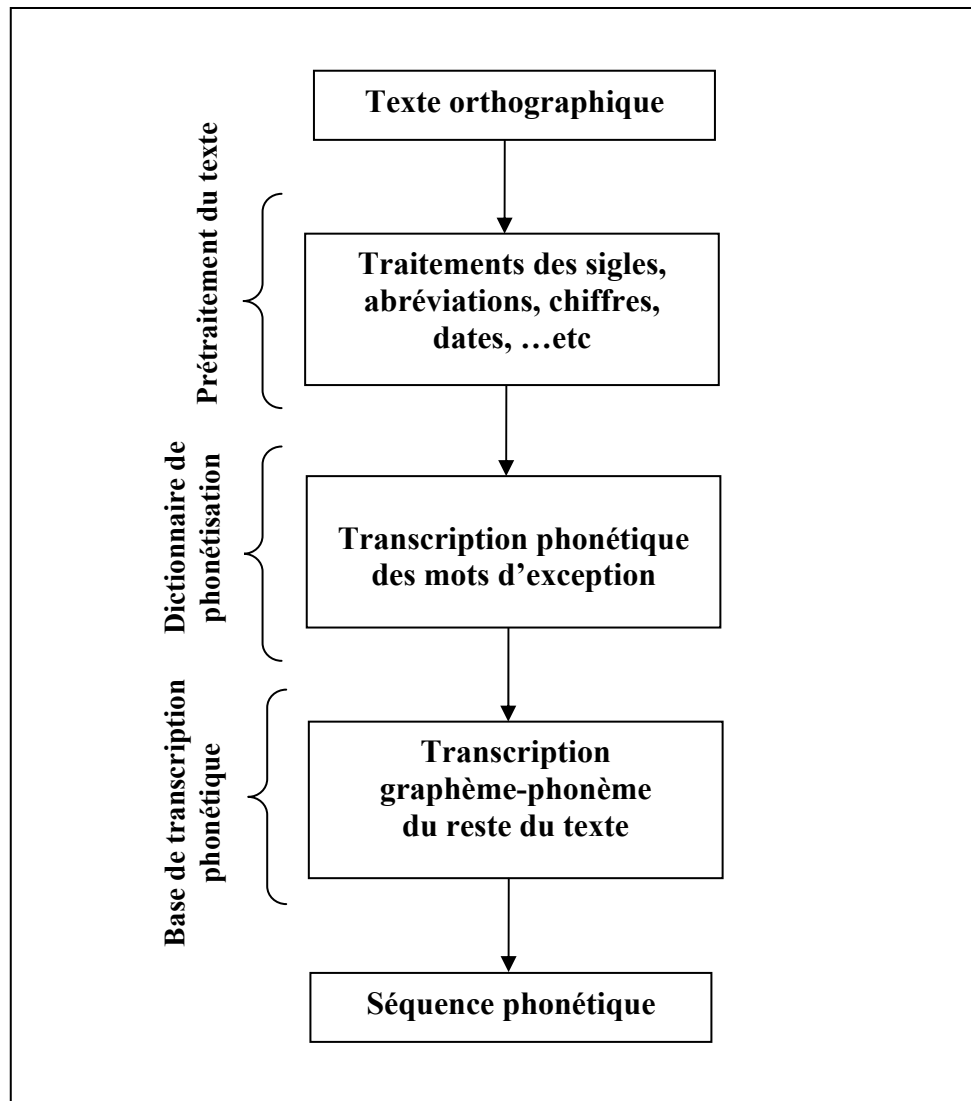 Texte orthographique
Prétraitement du texte
Traitements des sigles,
abréviations, chiffres,
dates, …etc
Dictionnaire de
phonétisation
Transcription phonétique
des mots d’exception
Base de transcription
phonétique
Transcription
graphème-phonème
du reste du texte
Séquence phonétique